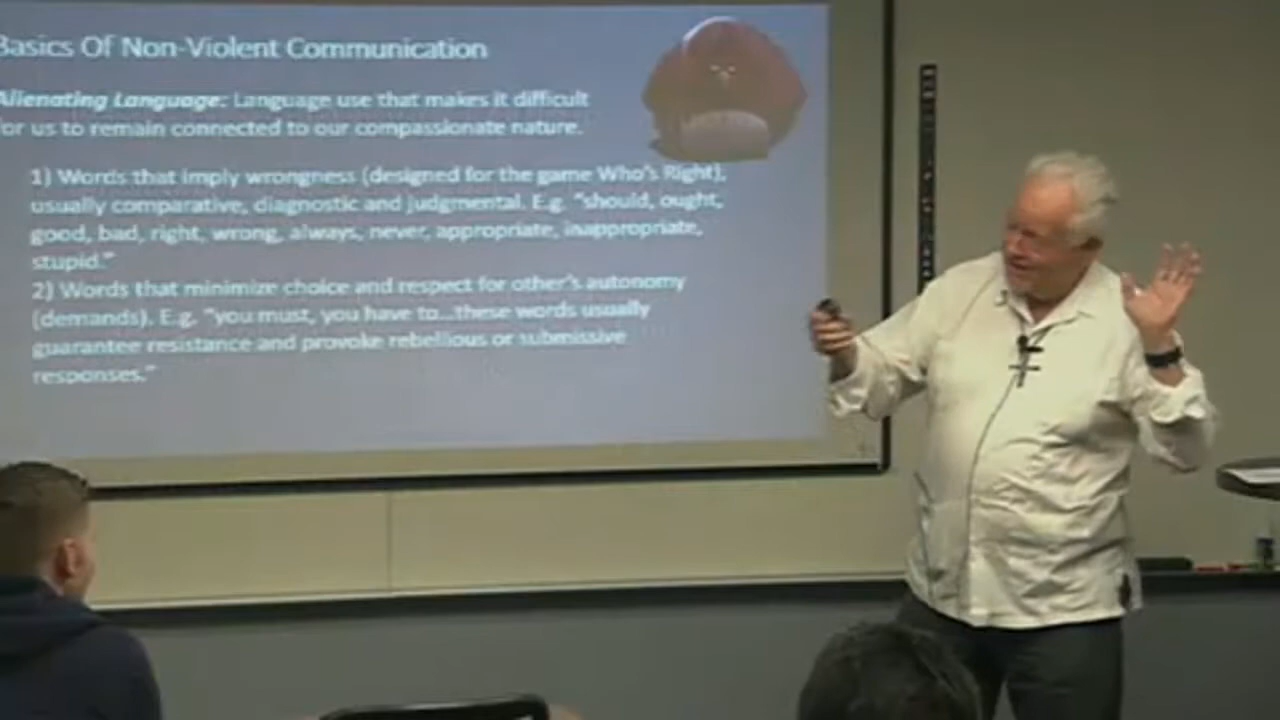 Basics Of Non-Violent Communication
Alienating Language: Language use that makes it difficult
for us to remain connected to our compassionate nature.
1) Words that imply wrongness (designed for the game Who's Right),
usually comparative, diagnostic and judgmental. E.g. "should, ought,
good, bad, right, wrong, always, never, appropriate, inappropriate,
stupid."
2) Words that minimize choice and respect for other's autonomy
(demands). E.g. "you must, you have to...these words usually
guarantee resistance and provoke rebellious or submissive
responses."